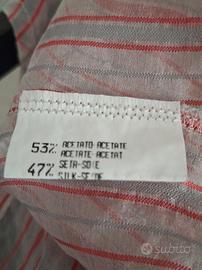 53% ACETATO-ACETATE
ACETATE-ACETAT
47% SETA-SOIE
SILK-SEIDE
subito